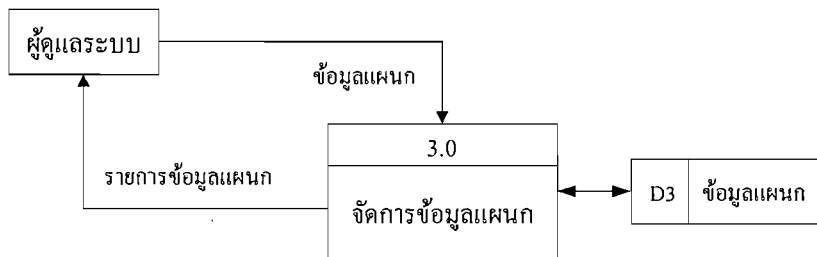 ผู้ดูแลระบบ
ข้อมูลแผนก
3.0
รายการข้อมูลแผนก
จัดการข้อมูลแผนก
D3 ข้อมูลแผนก